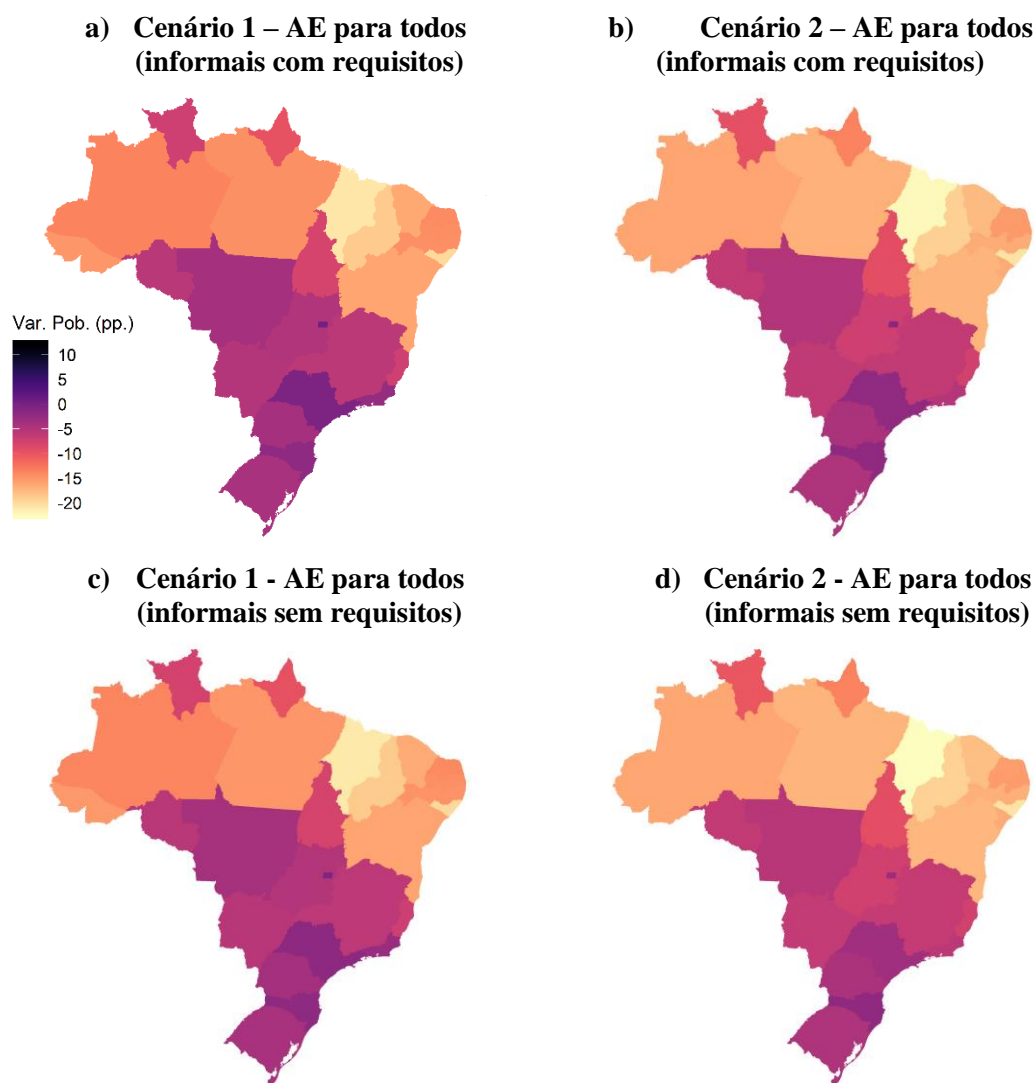 a) Cenário 1 – AE para todos
(informais com requisitos)
b) Cenário 2 – AE para todos
(informais com requisitos)
Var. Pob. (pp.)
10
5
0
-5
-10
-15
-20
c) Cenário 1 - AE para todos
(informais sem requisitos)
d) Cenário 2 - AE para todos
(informais sem requisitos)